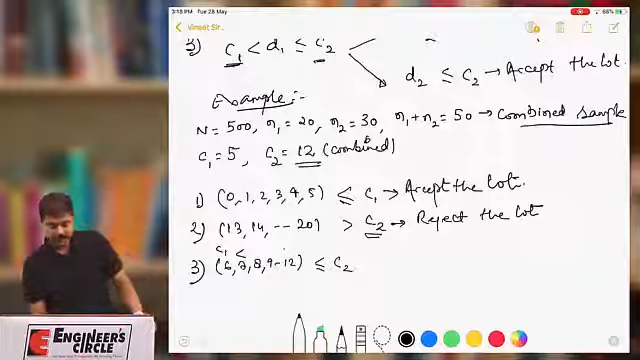 3:18 PM Tue 28 May
68%
Vineet Sir
3) C₁ < d₁ ≤ C₂
d₂ ≤ C₂ → Accept the lot.
Example:-
N = 500, n₁ = 20, n₂ = 30, n₁ + n₂ = 50 → Combined sample
C₁ = 5, C₂ = 12 (combined)
1) (0, 1, 2, 3, 4, 5) ≤ C₁ → Accept the lot.
2) (13, 14, --- 20) > C₂ → Reject the lot
C₁ <
3) (6, 7, 8, 9 -- 12) ≤ C₂
ENGINEER'S
CIRCLE